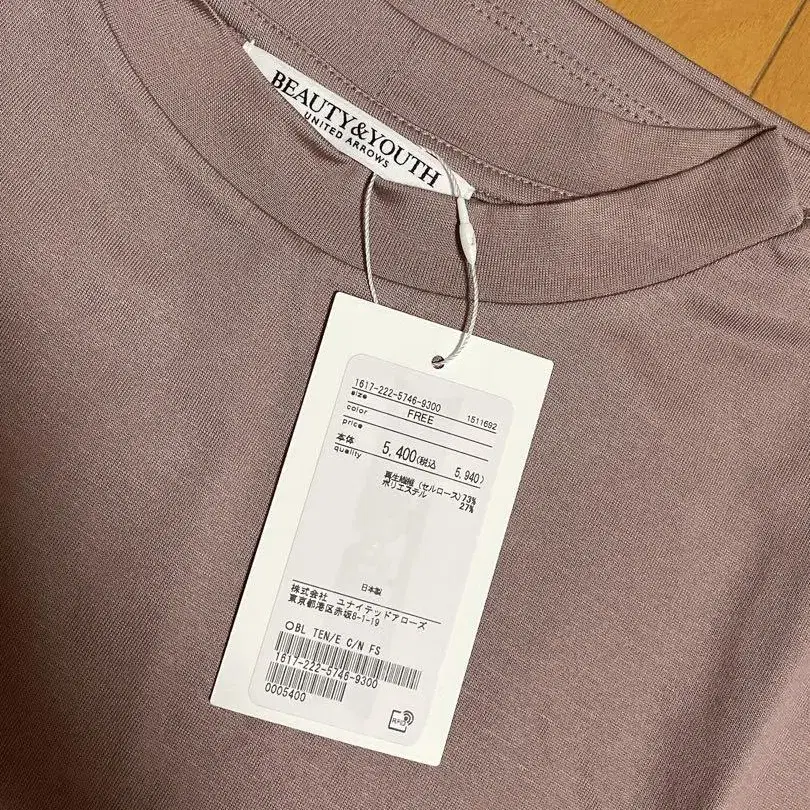 BEAUTY&YOUTH
UNITED ARROWS
1617-222-5746-9300
size FREE 1511692
color
price
本体 5,400(税込 5,940)
quality
再生繊維(セルロース)73%
ポリエステル 27%
日本製
株式会社 ユナイテッドアローズ
東京都港区赤坂8-1-19
○BL TEN/E C/N FS
1617-222-5746-9300
0005400
RFID